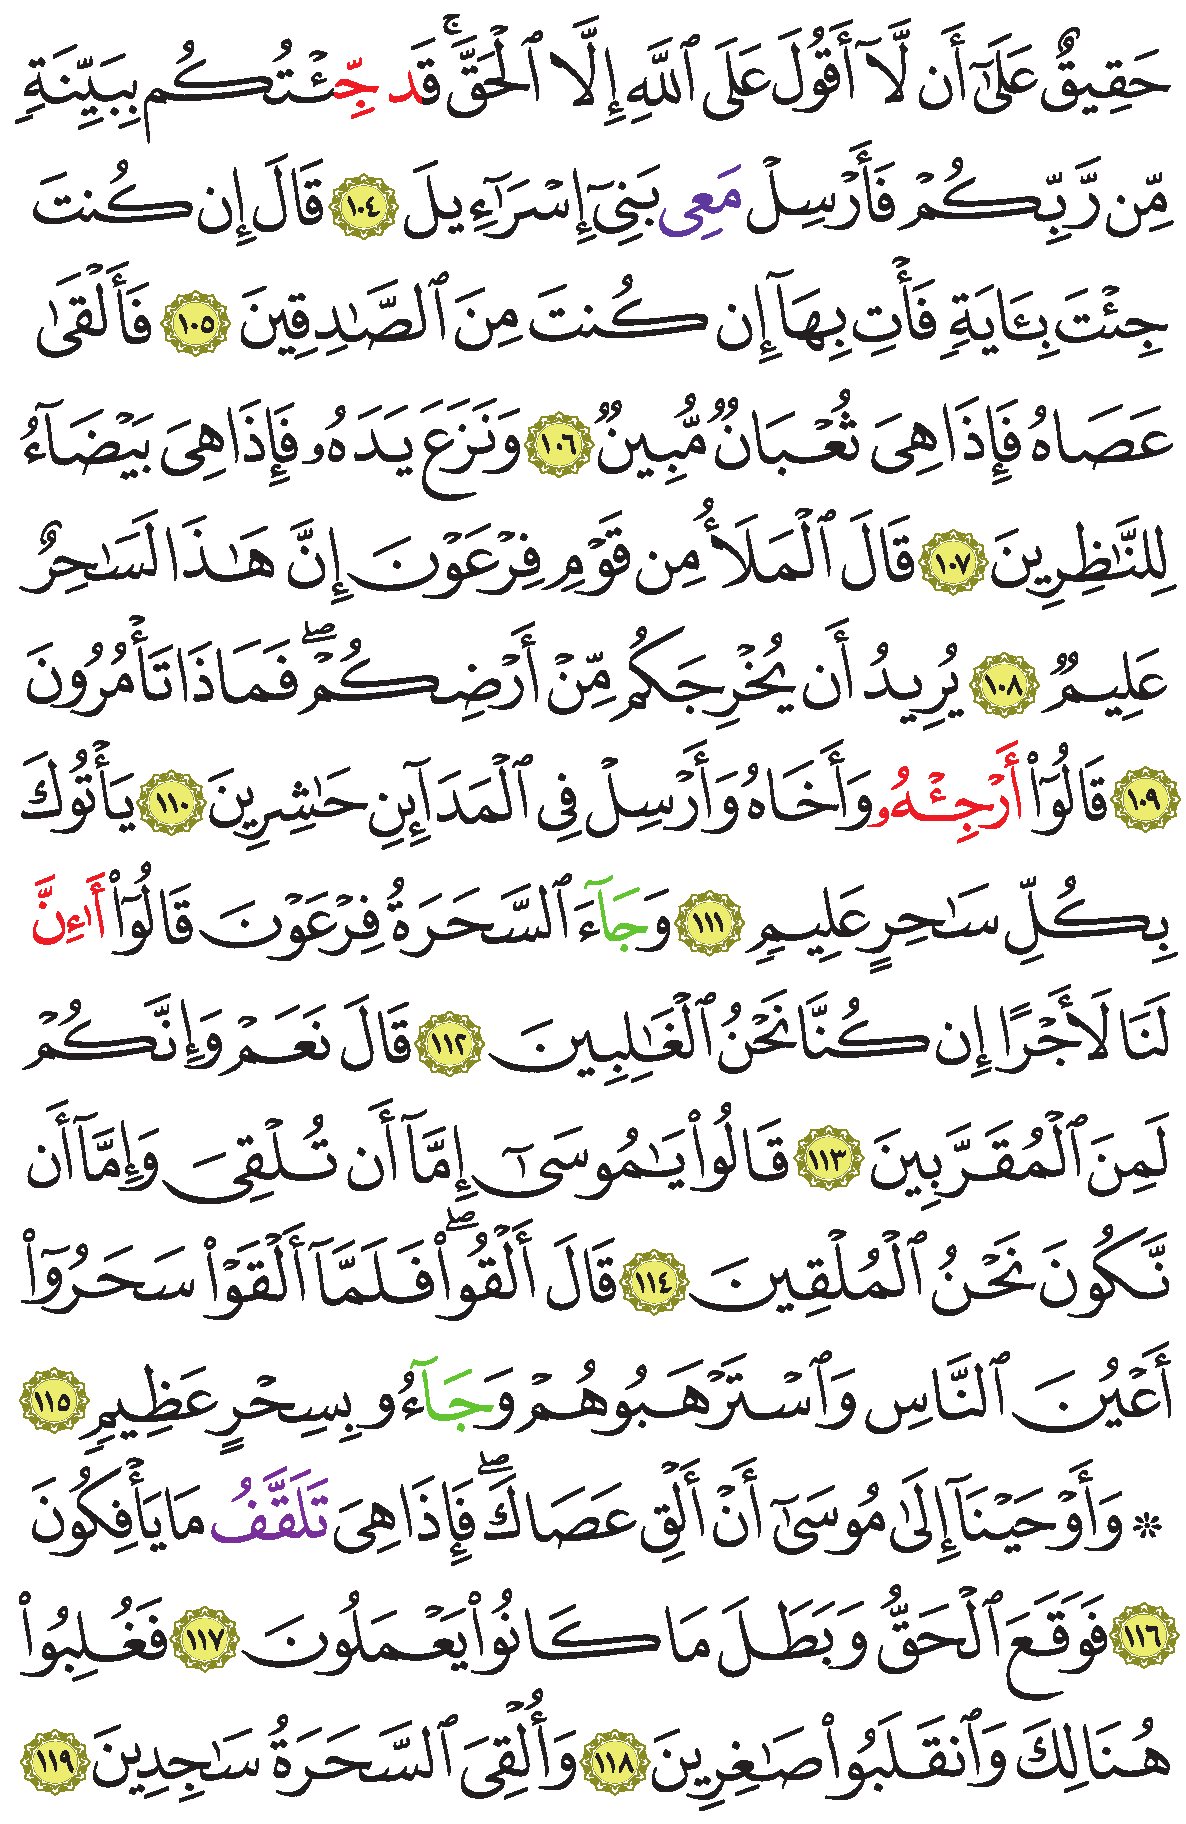 حَقِيقٌ عَلَىٰٓ أَن لَّآ أَقُولَ عَلَى ٱللَّهِ إِلَّا ٱلْحَقَّۚ قَد جِّئْتُكُم بِبَيِّنَةٍ
مِّن رَّبِّكُمْ فَأَرْسِلْ مَعِى بَنِىٓ إِسْرَٰٓءِيلَ ١٠٤ قَالَ إِن كُنتَ
جِئْتَ بِـَٔايَةٍ فَأْتِ بِهَآ إِن كُنتَ مِنَ ٱلصَّٰدِقِينَ ١٠٥ فَأَلْقَىٰ
عَصَاهُ فَإِذَا هِىَ ثُعْبَانٌ مُّبِينٌ ١٠٦ وَنَزَعَ يَدَهُۥ فَإِذَا هِىَ بَيْضَآءُ
لِلنَّٰظِرِينَ ١٠٧ قَالَ ٱلْمَلَأُ مِن قَوْمِ فِرْعَوْنَ إِنَّ هَٰذَا لَسَٰحِرٌ
عَلِيمٌ ١٠٨ يُرِيدُ أَن يُخْرِجَكُم مِّنْ أَرْضِكُمْۖ فَمَاذَا تَأْمُرُونَ
١٠٩ قَالُوٓا۟ أَرْجِئْهُۥ وَأَخَاهُ وَأَرْسِلْ فِى ٱلْمَدَآئِنِ حَٰشِرِينَ ١١٠ يَأْتُوكَ
بِكُلِّ سَٰحِرٍ عَلِيمٍ ١١١ وَجَآءَ ٱلسَّحَرَةُ فِرْعَوْنَ قَالُوٓا۟ أَا۟ءِنَّ
لَنَا لَأَجْرًا إِن كُنَّا نَحْنُ ٱلْغَٰلِبِينَ ١١٢ قَالَ نَعَمْ وَإِنَّكُمْ
لَمِنَ ٱلْمُقَرَّبِينَ ١١٣ قَالُوا۟ يَٰمُوسَىٰٓ إِمَّآ أَن تُلْقِىَ وَإِمَّآ أَن
نَّكُونَ نَحْنُ ٱلْمُلْقِينَ ١١٤ قَالَ أَلْقُوا۟ۖ فَلَمَّآ أَلْقَوْا۟ سَحَرُوٓا۟
أَعْيُنَ ٱلنَّاسِ وَٱسْتَرْهَبُوهُمْ وَجَآءُو بِسِحْرٍ عَظِيمٍ ١١٥
۞ وَأَوْحَيْنَآ إِلَىٰ مُوسَىٰٓ أَنْ أَلْقِ عَصَاكَۖ فَإِذَا هِىَ تَلَقَّفُ مَا يَأْفِكُونَ
١١٦ فَوَقَعَ ٱلْحَقُّ وَبَطَلَ مَا كَانُوا۟ يَعْمَلُونَ ١١٧ فَغُلِبُوا۟
هُنَالِكَ وَٱنقَلَبُوا۟ صَٰغِرِينَ ١١٨ وَأُلْقِىَ ٱلسَّحَرَةُ سَٰجِدِينَ ١١٩